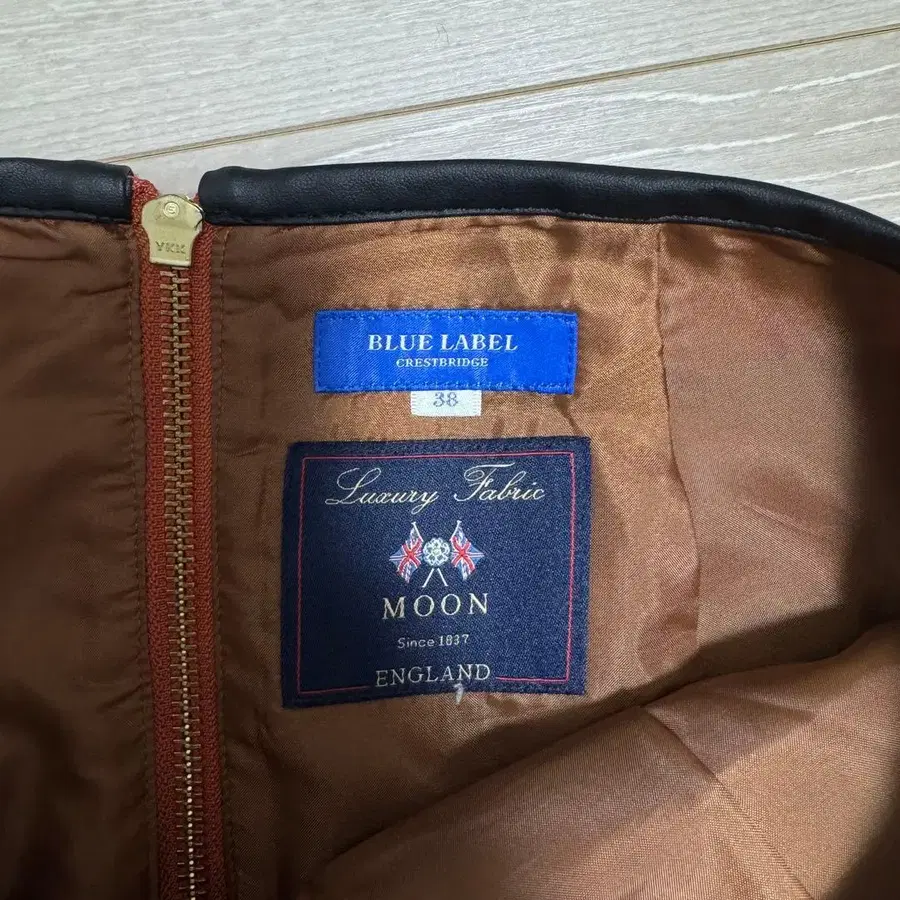 YKK
BLUE LABEL
CRESTBRIDGE
38
Luxury Fabric
MOON
Since 1837
ENGLAND